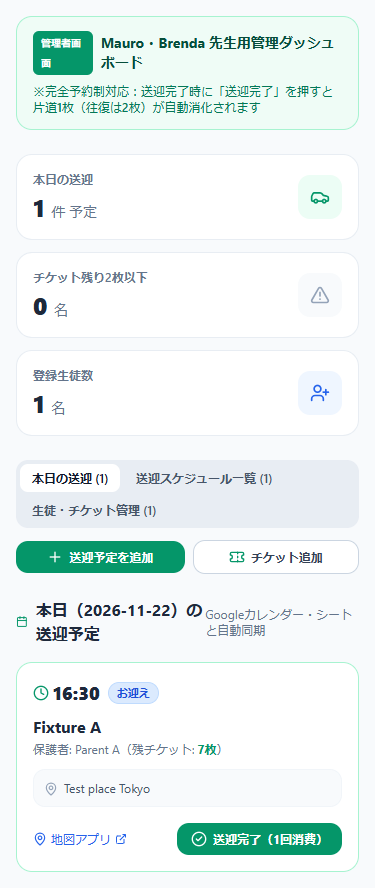 管理者画
面
Mauro・Brenda 先生用管理ダッシュ
ボード
※完全予約制対応：送迎完了時に「送迎完了」を押すと
片道1枚（往復は2枚）が自動消化されます
本日の送迎
1 件 予定
チケット残り2枚以下
0 名
登録生徒数
1 名
本日の送迎 (1)
送迎スケジュール一覧 (1)
生徒・チケット管理 (1)
送迎予定を追加
チケット追加
本日（2026-11-22）の
送迎予定
Googleカレンダー・シート
と自動同期
16:30 お迎え
Fixture A
保護者: Parent A（残チケット: 7枚）
Test place Tokyo
地図アプリ
送迎完了（1回消費）